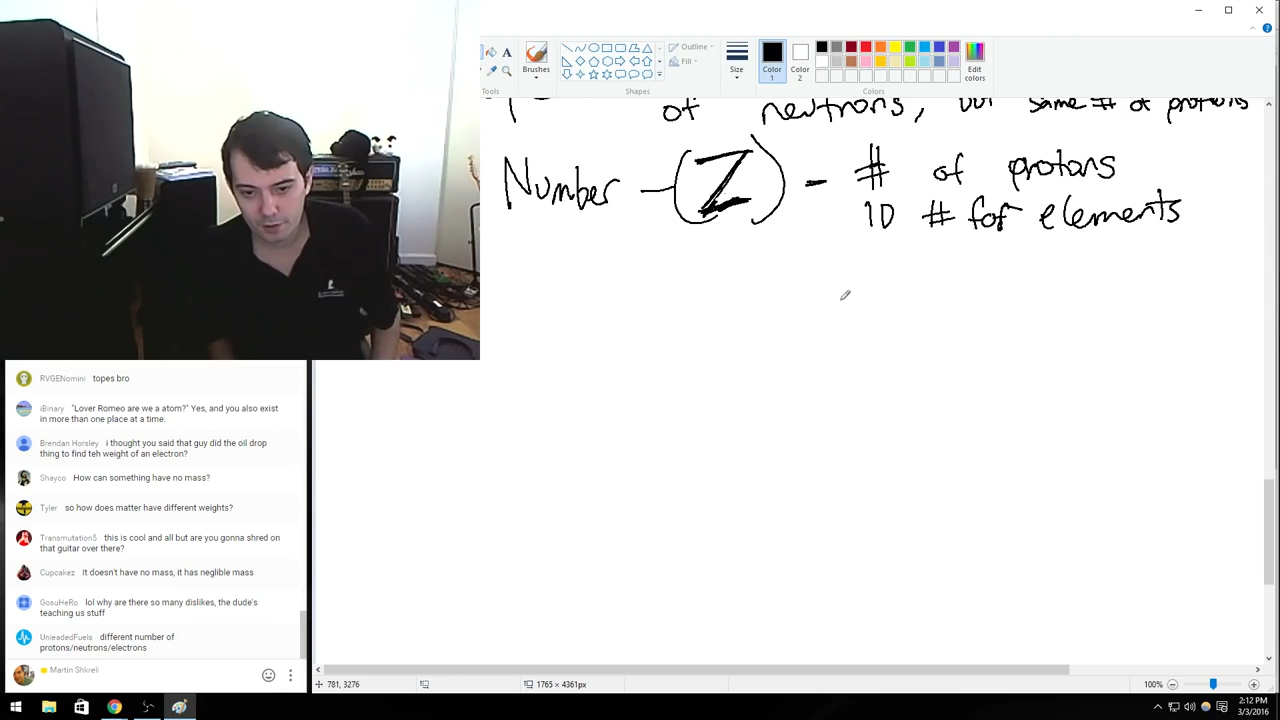 Outline
Fill
Brushes
Size
Color
1
Color
2
Edit
colors
Tools
Shapes
Colors
of neutrons, but same # of protons
Number - (Z) - # of protons
ID # for elements
RVGENomini topes bro
iBinary "Lover Romeo are we a atom?" Yes, and you also exist
in more than one place at a time.
Brendan Horsley i thought you said that guy did the oil drop
thing to find teh weight of an electron?
Shayco How can something have no mass?
Tyler so how does matter have different weights?
Transmutation5 this is cool and all but are you gonna shred on
that guitar over there?
Cupcakez It doesn't have no mass, it has neglible mass
GosuHeRo lol why are there so many dislikes, the dude's
teaching us stuff
UnleadedFuels different number of
protons/neutrons/electrons
Martin Shkreli
781, 3276
1765 × 4361px
100%
2:12 PM
3/3/2016